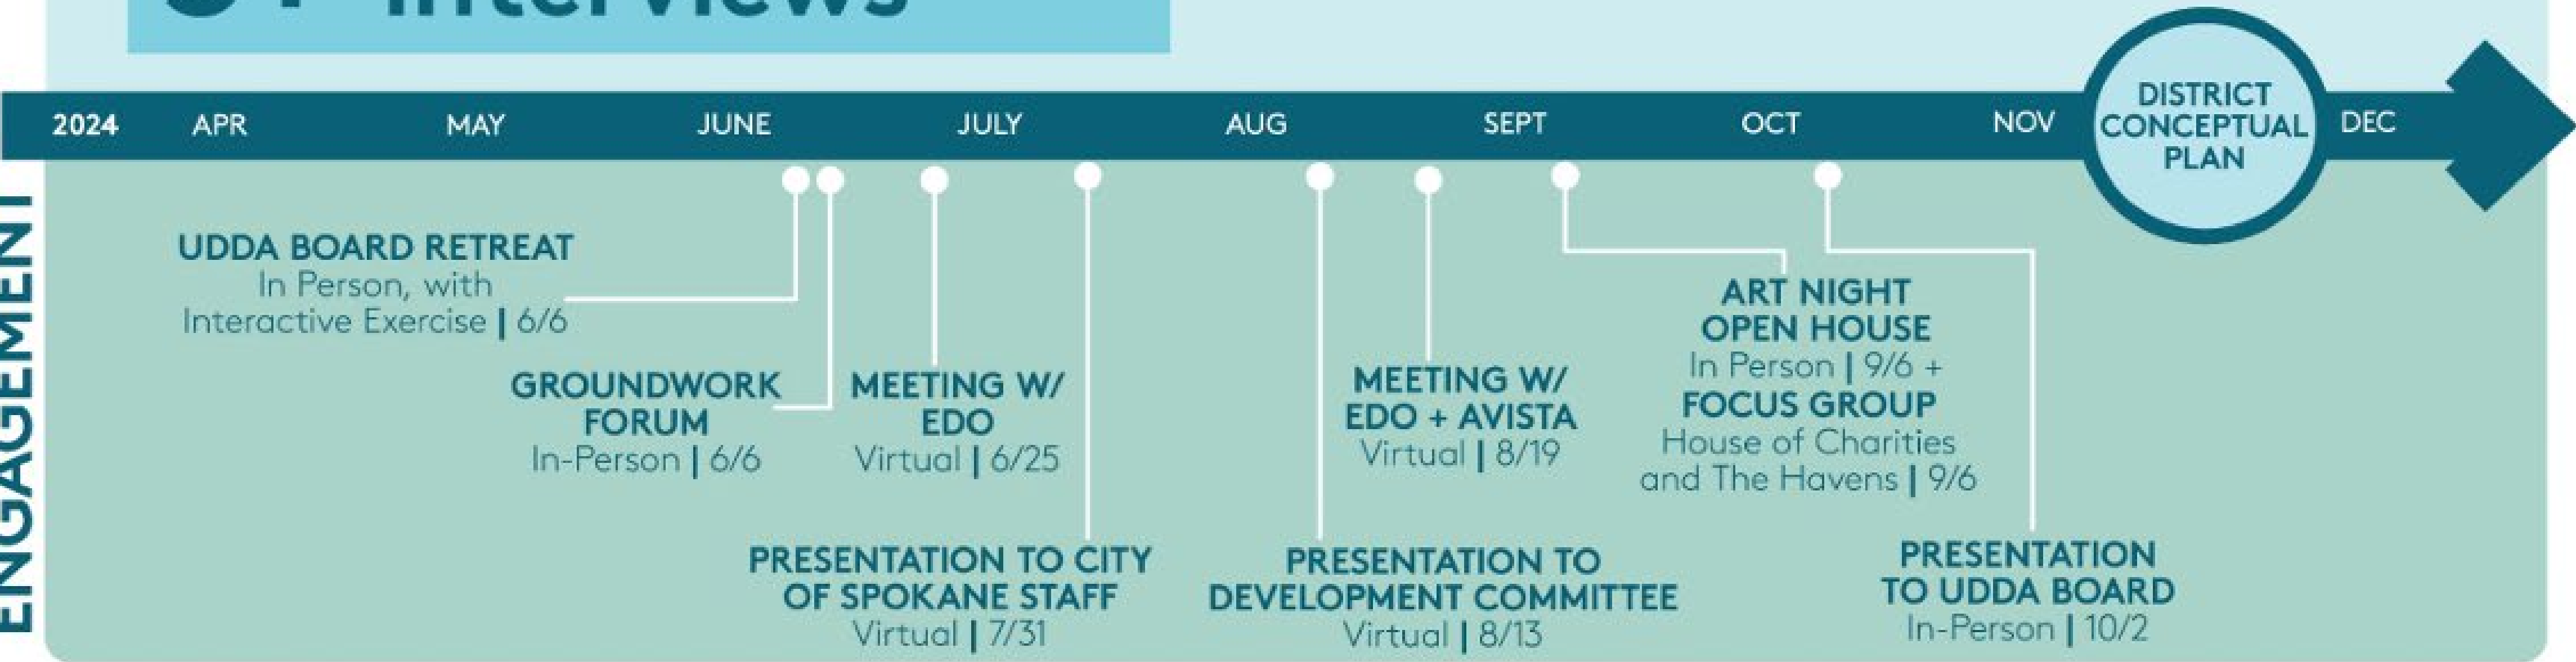 Interviews
2024 APR MAY JUNE JULY AUG SEPT OCT NOV DEC
DISTRICT
CONCEPTUAL
PLAN
ENGAGEMENT
UDDA BOARD RETREAT
In Person, with
Interactive Exercise | 6/6
GROUNDWORK
FORUM
In-Person | 6/6
MEETING W/
EDO
Virtual | 6/25
PRESENTATION TO CITY
OF SPOKANE STAFF
Virtual | 7/31
PRESENTATION TO
DEVELOPMENT COMMITTEE
Virtual | 8/13
MEETING W/
EDO + AVISTA
Virtual | 8/19
ART NIGHT
OPEN HOUSE
In Person | 9/6 +
FOCUS GROUP
House of Charities
and The Havens | 9/6
PRESENTATION
TO UDDA BOARD
In-Person | 10/2